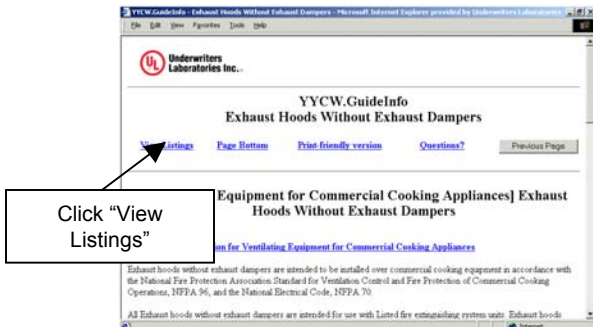 YYCW.GuideInfo - Exhaust Hoods Without Exhaust Dampers - Microsoft Internet Explorer provided by Underwriters Laboratories
File Edit View Favorites Tools Help
UL
Underwriters
Laboratories Inc.
YYCW.GuideInfo
Exhaust Hoods Without Exhaust Dampers
Listings Page Bottom Print-friendly version Questions? Previous Page
Equipment for Commercial Cooking Appliances] Exhaust
Hoods Without Exhaust Dampers
Click "View
Listings"
for Ventilating Equipment for Commercial Cooking Appliances
Exhaust hoods without exhaust dampers are intended to be installed over commercial cooking equipment in accordance with
the National Fire Protection Association Standard for Ventilation Control and Fire Protection of Commercial Cooking
Operations, NFPA 96, and the National Electrical Code, NFPA 70.
All Exhaust hoods without exhaust dampers are intended for use with Listed fire extinguishing system units. Exhaust hoods
Internet